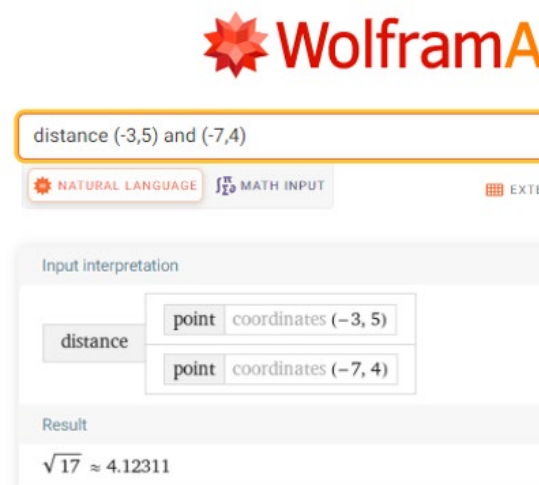 WolframA
distance (-3,5) and (-7,4)
NATURAL LANGUAGE
∫Σ∂π MATH INPUT
EXTE
Input interpretation
distance
point coordinates (−3, 5)
point coordinates (−7, 4)
Result
√17 ≈ 4.12311